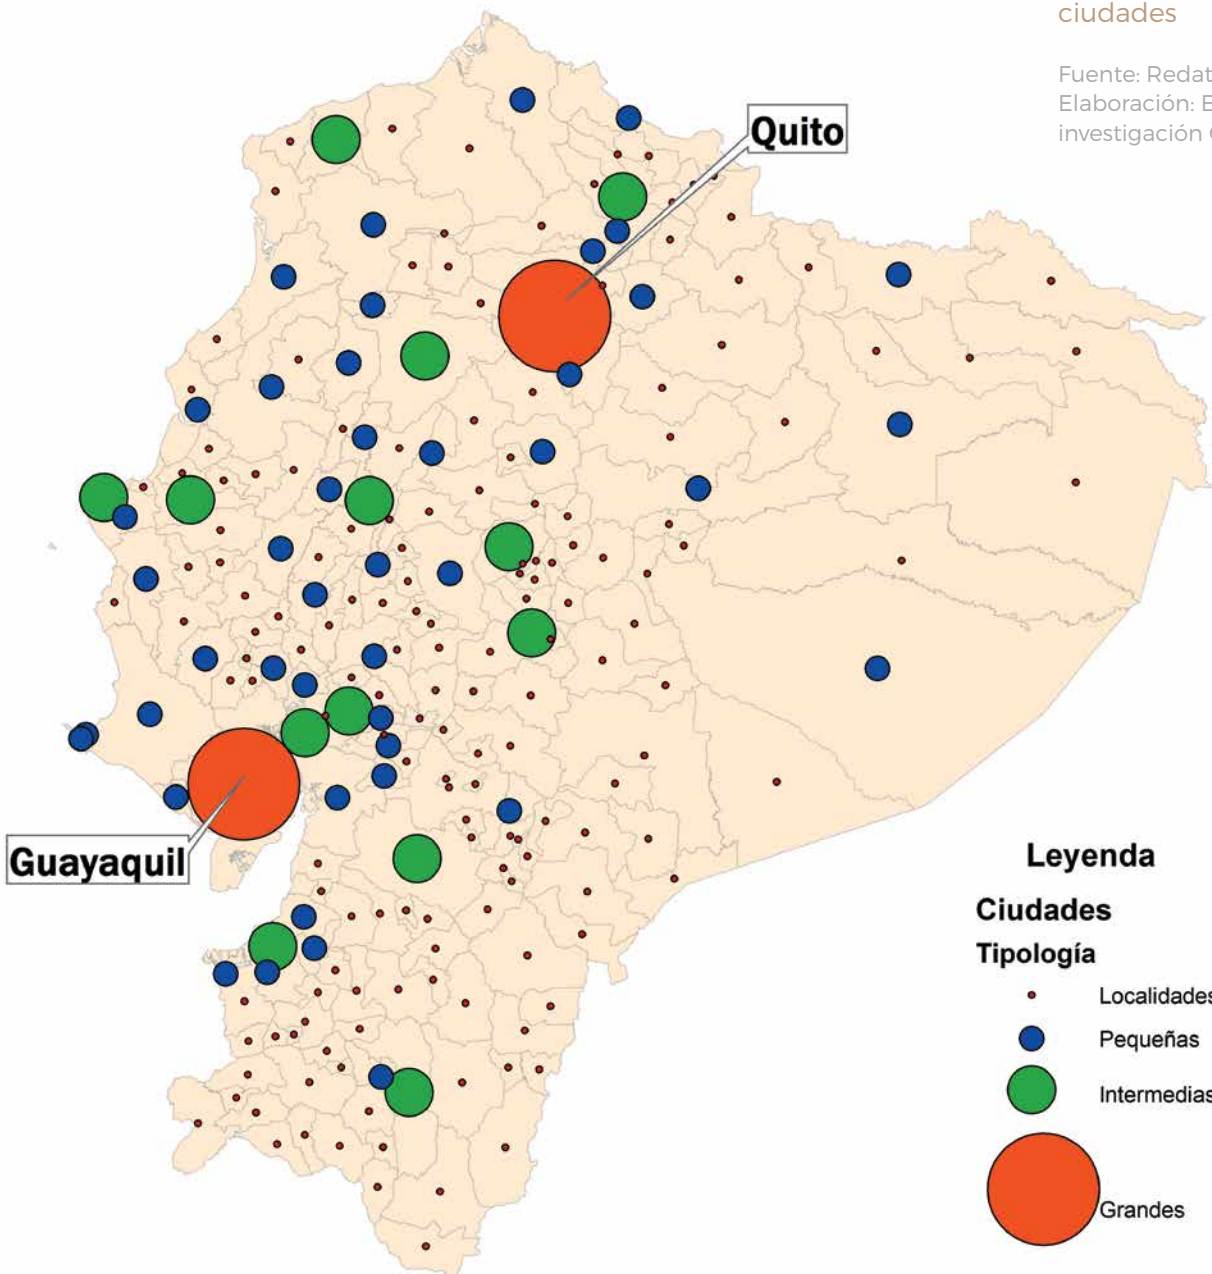 ciudades
Fuente: Redat
Elaboración: E
investigación
Quito
Guayaquil
Leyenda
Ciudades
Tipología
Localidades
Pequeñas
Intermedias
Grandes